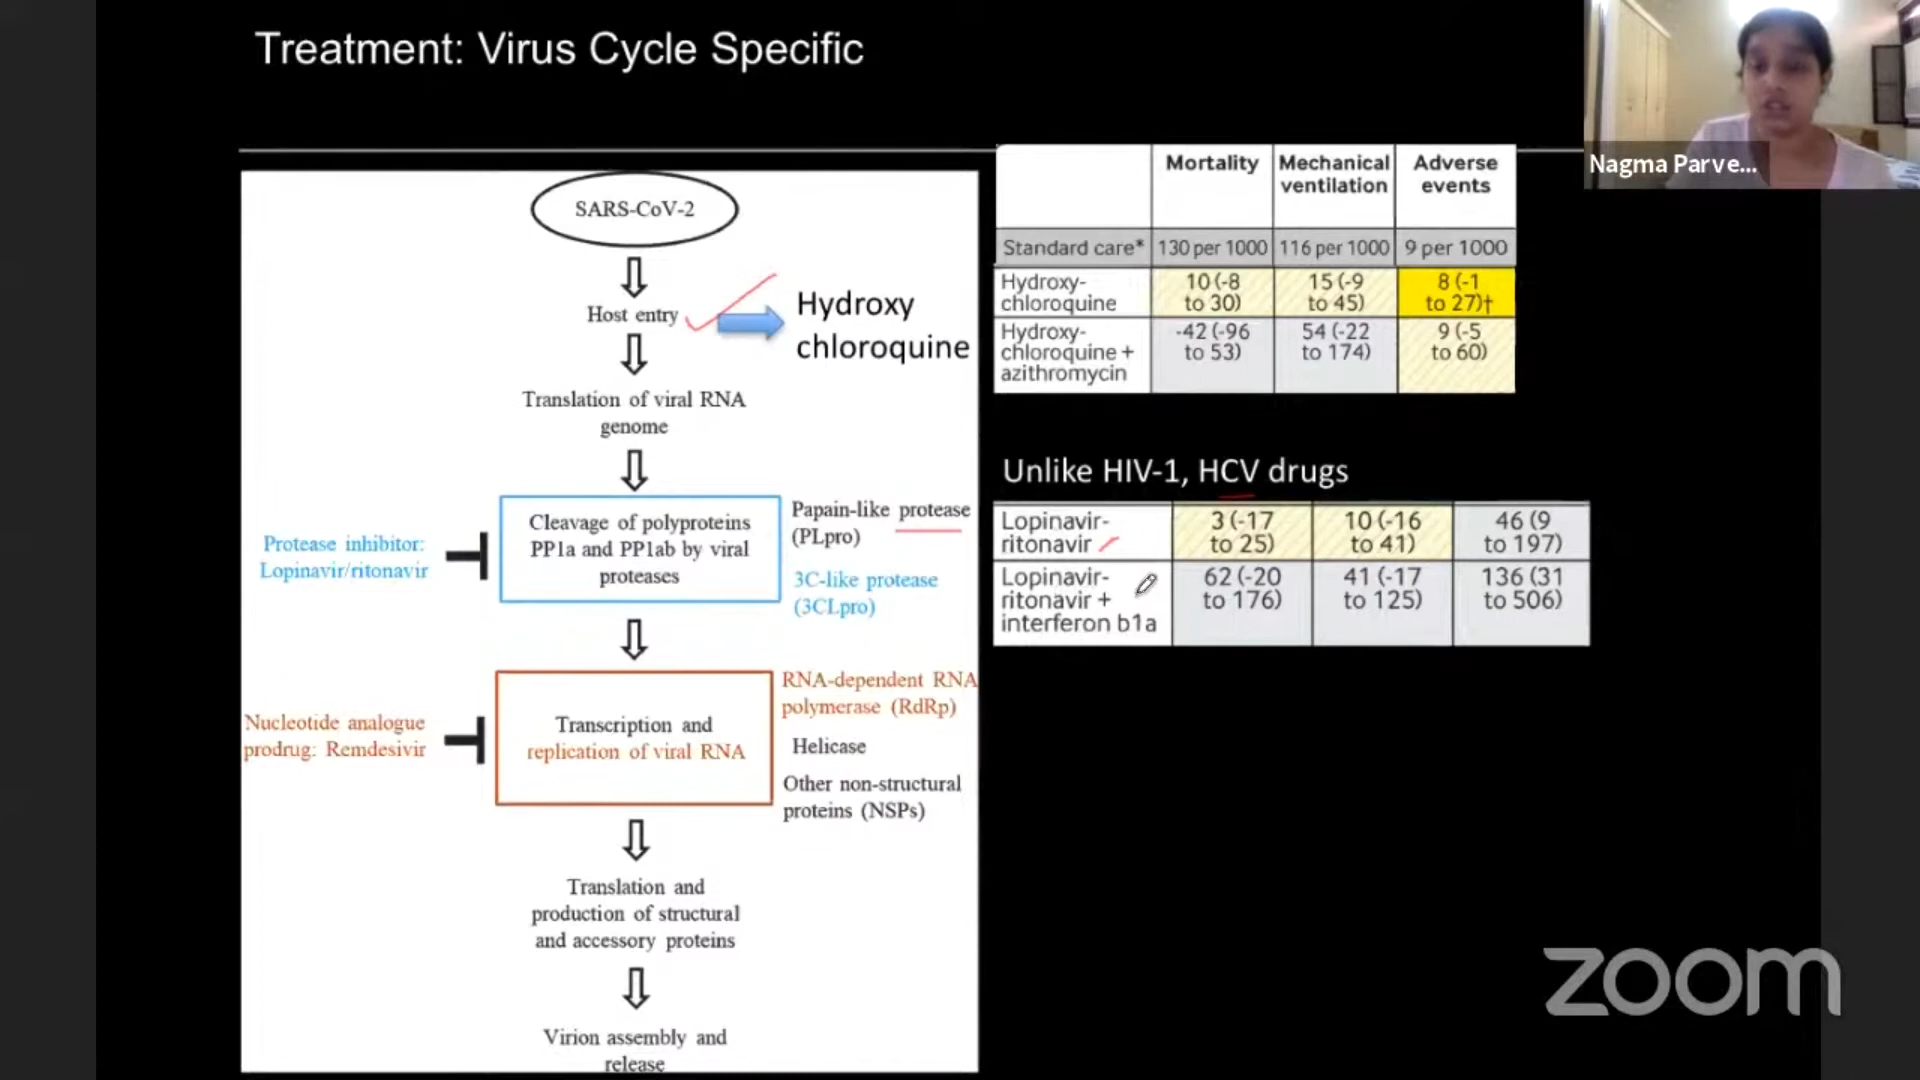 Treatment: Virus Cycle Specific
Nagma Parve...
SARS-CoV-2
Host entry
Hydroxy
chloroquine
Translation of viral RNA
genome
Protease inhibitor:
Lopinavir/ritonavir
Cleavage of polyproteins
PP1a and PP1ab by viral
proteases
Papain-like protease
(PLpro)
3C-like protease
(3CLpro)
Nucleotide analogue
prodrug: Remdesivir
Transcription and
replication of viral RNA
RNA-dependent RNA
polymerase (RdRp)
Helicase
Other non-structural
proteins (NSPs)
Translation and
production of structural
and accessory proteins
Virion assembly and
release
Mortality
Mechanical
ventilation
Adverse
events
Standard care* 130 per 1000 116 per 1000 9 per 1000
Hydroxy-
chloroquine
10 (-8
to 30)
15 (-9
to 45)
8 (-1
to 27)†
Hydroxy-
chloroquine +
azithromycin
-42 (-96
to 53)
54 (-22
to 174)
9 (-5
to 60)
Unlike HIV-1, HCV drugs
Lopinavir-
ritonavir
3 (-17
to 25)
10 (-16
to 41)
46 (9
to 197)
Lopinavir-
ritonavir +
interferon b1a
62 (-20
to 176)
41 (-17
to 125)
136 (31
to 506)
zoom